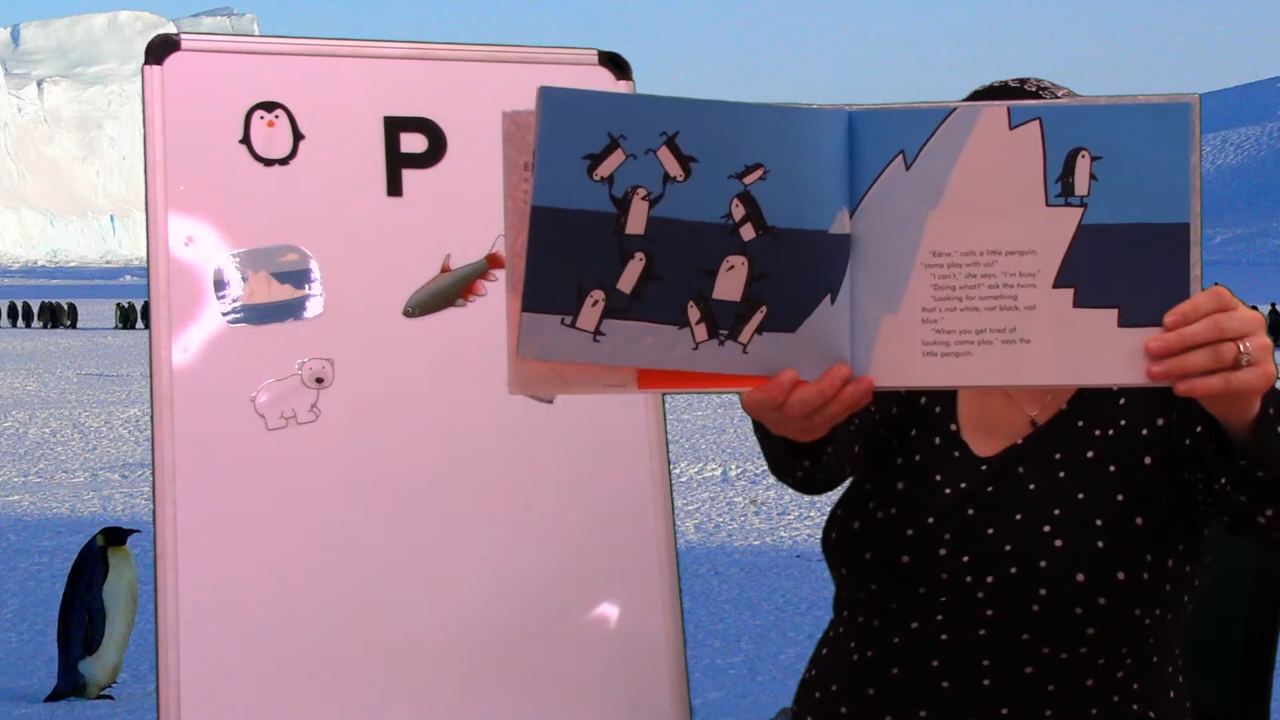 P
"Edna," calls a little penguin,
"come play with us!"
"I can't," she says. "I'm busy."
"Doing what?" ask the twins.
"Looking for something
that's not white, not black, not
blue."
"When you get tired of
looking, come play," says the
little penguin.